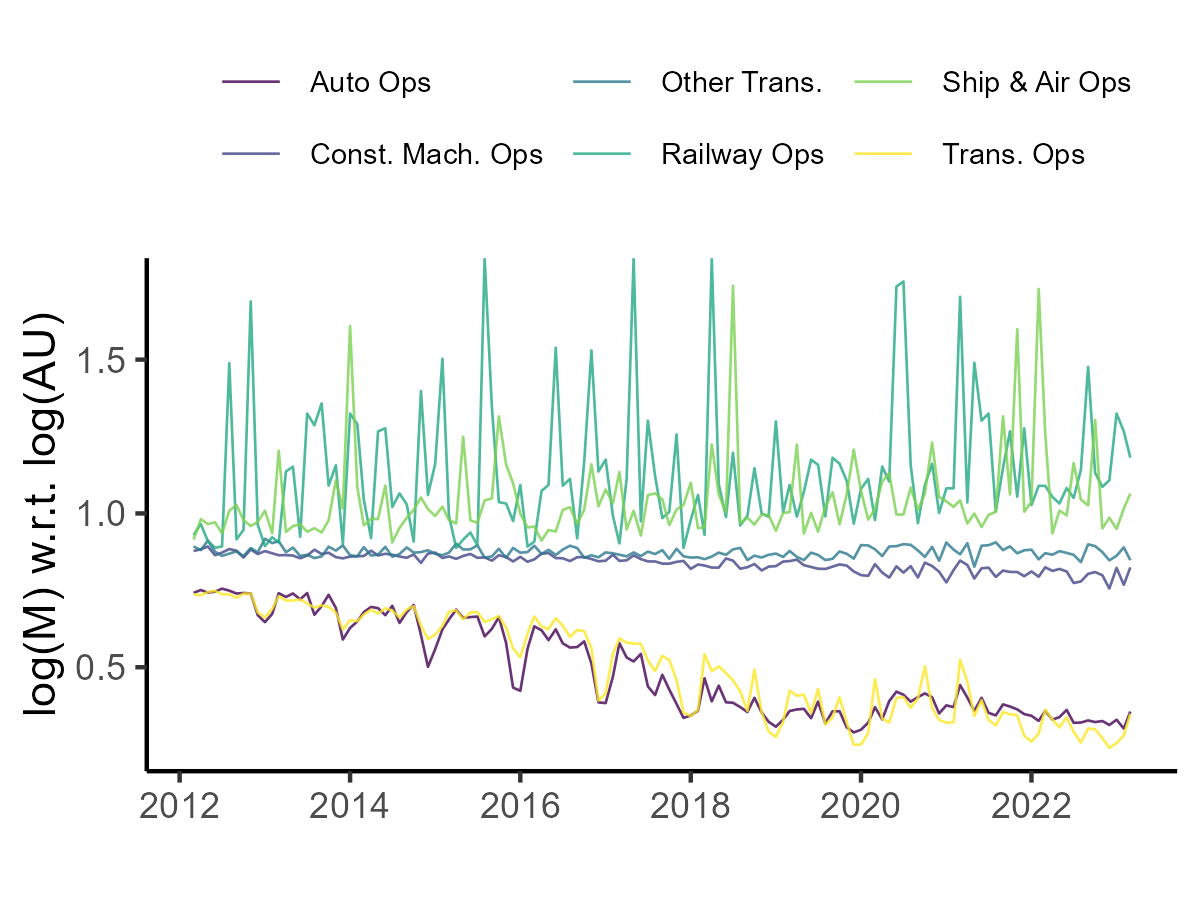 Auto Ops Other Trans. Ship & Air Ops
Const. Mach. Ops Railway Ops Trans. Ops
log(M) w.r.t. log(AU)
1.5
1.0
0.5
2012 2014 2016 2018 2020 2022